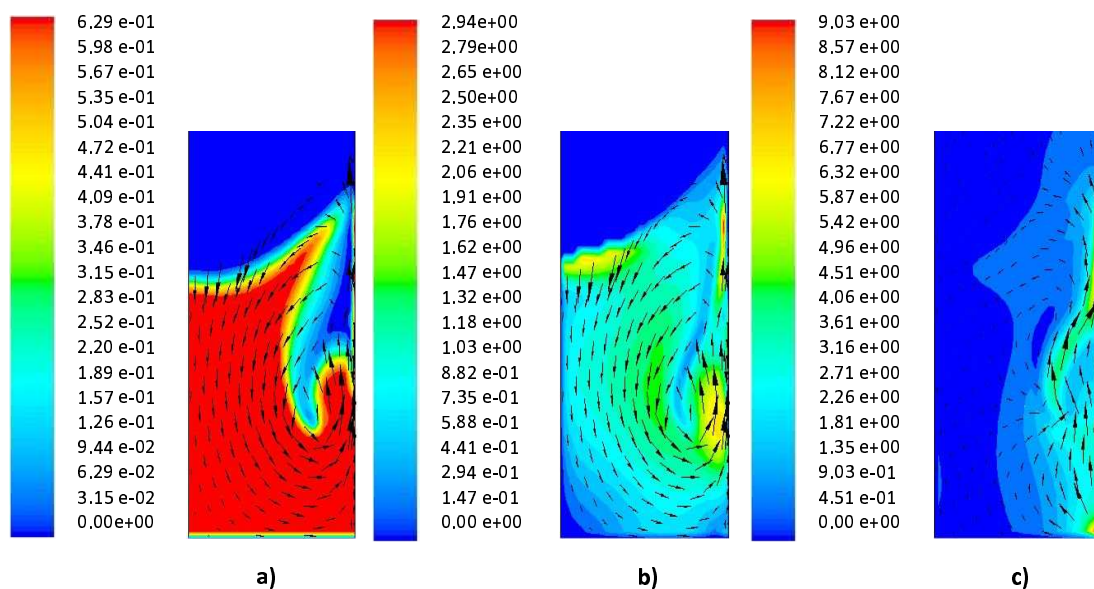 6.29 e-01
5.98 e-01
5.67 e-01
5.35 e-01
5.04 e-01
4.72 e-01
4.41 e-01
4.09 e-01
3.78 e-01
3.46 e-01
3.15 e-01
2.83 e-01
2.52 e-01
2.20 e-01
1.89 e-01
1.57 e-01
1.26 e-01
9.44 e-02
6.29 e-02
3.15 e-02
0.00e+00
a)
2.94e+00
2.79e+00
2.65 e+00
2.50e+00
2.35 e+00
2.21 e+00
2.06 e+00
1.91 e+00
1.76 e+00
1.62 e+00
1.47 e+00
1.32 e+00
1.18 e+00
1.03 e+00
8.82 e-01
7.35 e-01
5.88 e-01
4.41 e-01
2.94 e-01
1.47 e-01
0.00 e+00
b)
9.03 e+00
8.57 e+00
8.12 e+00
7.67 e+00
7.22 e+00
6.77 e+00
6.32 e+00
5.87 e+00
5.42 e+00
4.96 e+00
4.51 e+00
4.06 e+00
3.61 e+00
3.16 e+00
2.71 e+00
2.26 e+00
1.81 e+00
1.35 e+00
9.03 e-01
4.51 e-01
0.00 e+00
c)